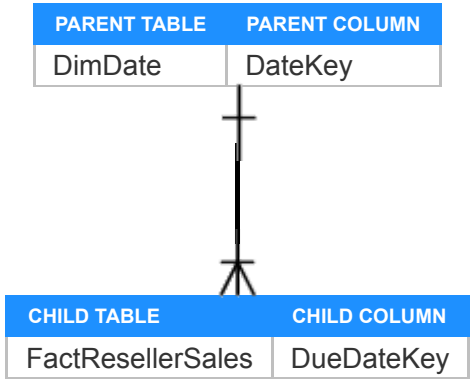 PARENT TABLE PARENT COLUMN
DimDate DateKey
CHILD TABLE CHILD COLUMN
FactResellerSales DueDateKey